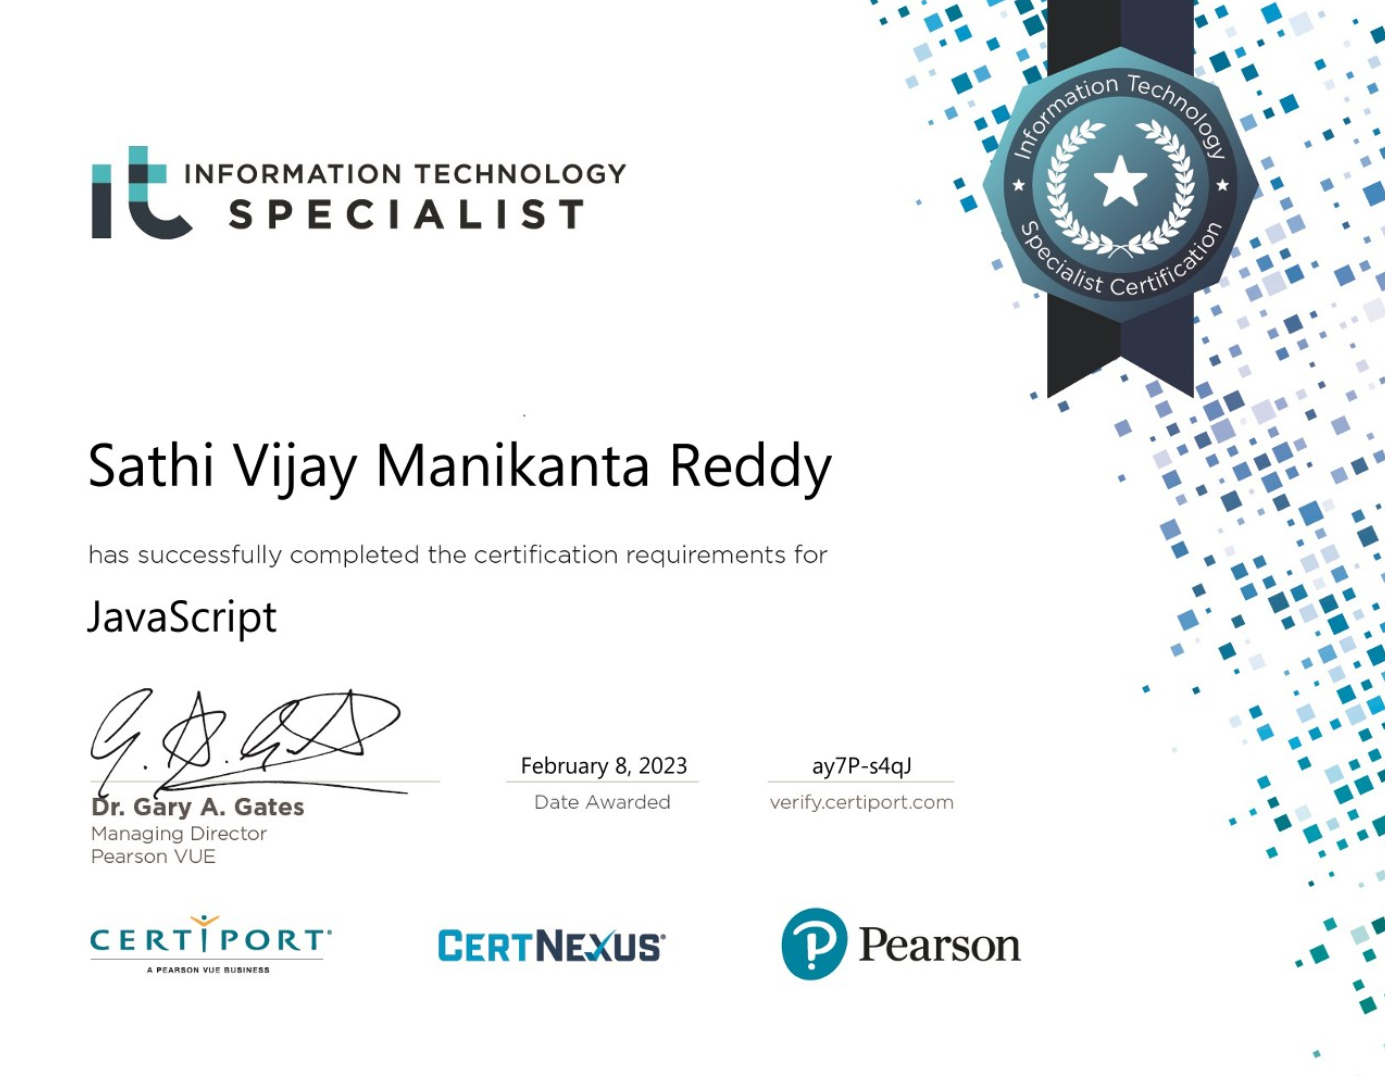 it INFORMATION TECHNOLOGY
SPECIALIST
Information Technology
Specialist Certification
Sathi Vijay Manikanta Reddy
has successfully completed the certification requirements for
JavaScript
G. A. Gates
February 8, 2023
ay7P-s4qJ
Dr. Gary A. Gates
Date Awarded
verify.certiport.com
Managing Director
Pearson VUE
CERTIPORT®
A PEARSON VUE BUSINESS
CERTNEXUS®
P Pearson